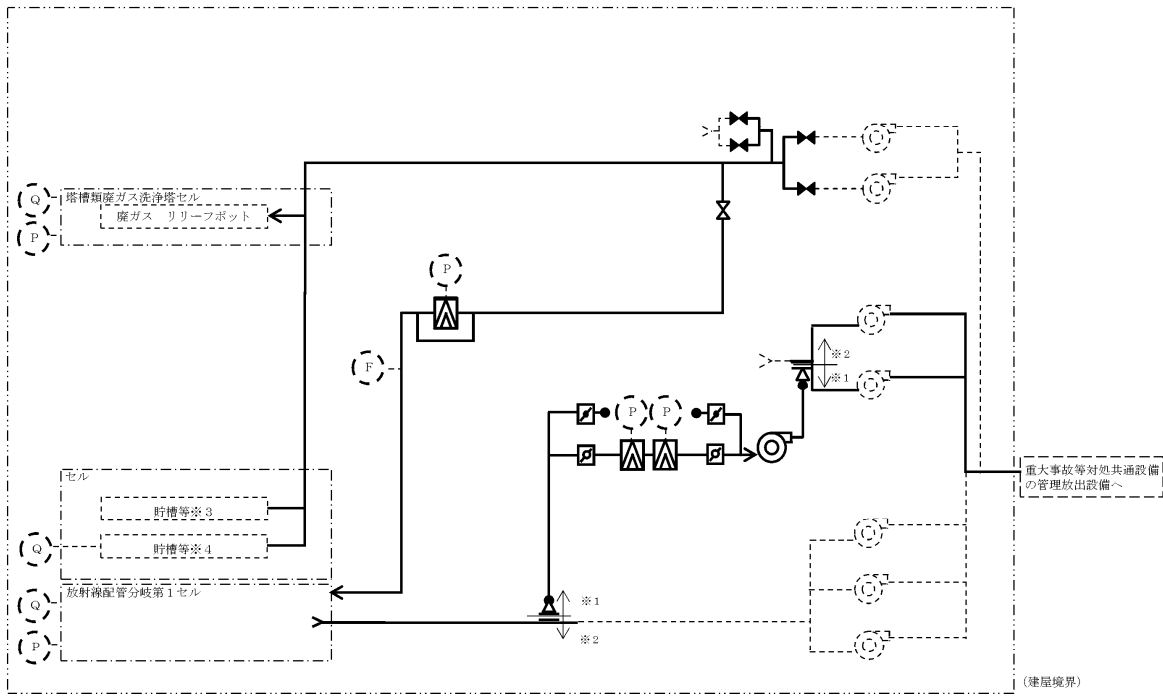 塔槽類廃ガス洗浄塔セル
Q
廃ガス　リリーフポット
P
P
※2
※1
F
P
P
重大事故等対処共通設備
の管理放出設備へ
セル
貯槽等※3
貯槽等※4
Q
放射線配管分岐第1セル
Q
※1
※2
P
(建屋境界)